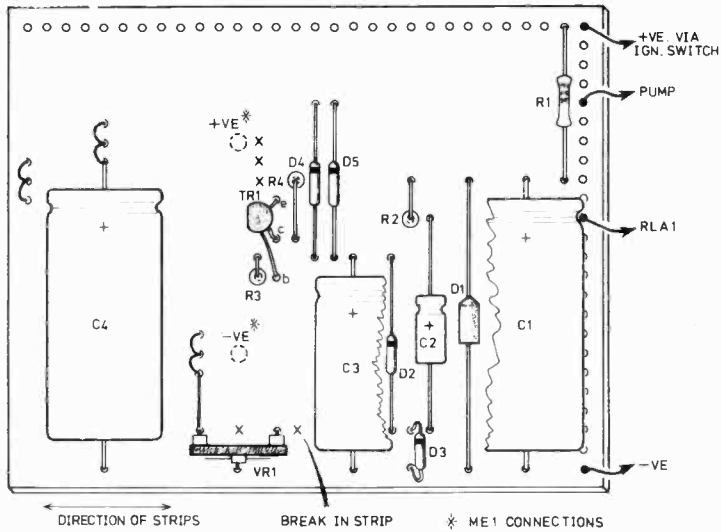 +VE. VIA
IGN. SWITCH
PUMP
R1
+VE*
D4
D5
R4
TR1
e
c
b
R2
RLA1
R3
D1
C4
-VE*
C3
D2
C2
C1
D3
VR1
-VE
DIRECTION OF STRIPS
BREAK IN STRIP
* ME1 CONNECTIONS